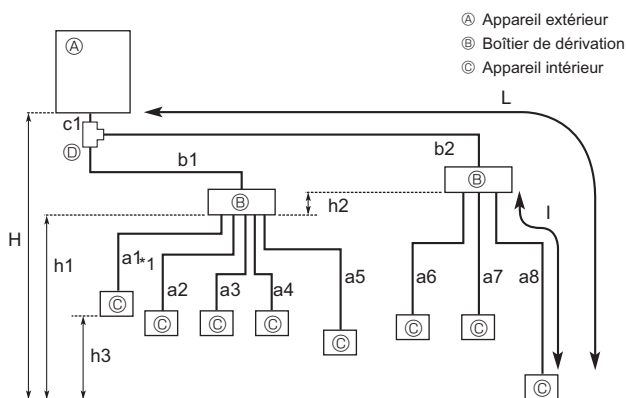 Ⓐ Appareil extérieur
Ⓑ Boîtier de dérivation
Ⓒ Appareil intérieur
Ⓐ
L
c1
Ⓓ
b1
b2
Ⓑ
Ⓑ
h2
H
h1
l
a1*1
a2
a3
a4
a5
a6
a7
a8
Ⓒ
Ⓒ
Ⓒ
Ⓒ
Ⓒ
Ⓒ
Ⓒ
h3
Ⓒ